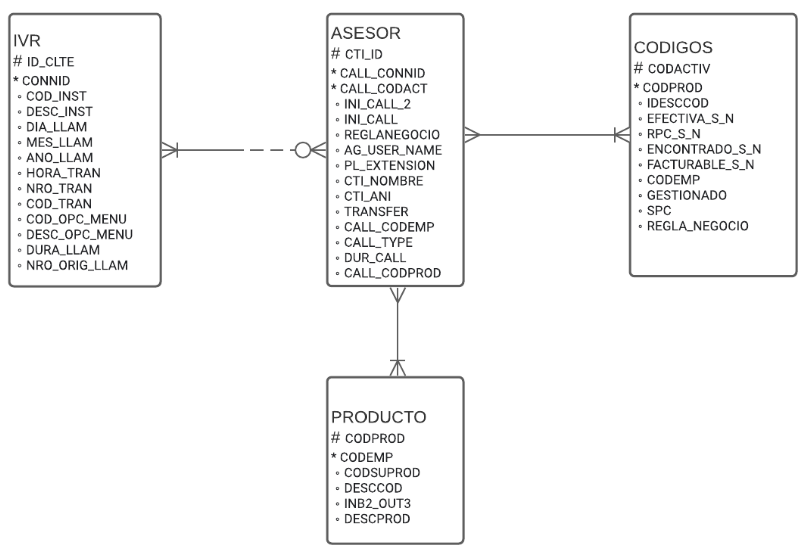 IVR
# ID_CLTE
* CONNID
◦ COD_INST
◦ DESC_INST
◦ DIA_LLAM
◦ MES_LLAM
◦ ANO_LLAM
◦ HORA_TRAN
◦ NRO_TRAN
◦ COD_TRAN
◦ COD_OPC_MENU
◦ DESC_OPC_MENU
◦ DURA_LLAM
◦ NRO_ORIG_LLAM
ASESOR
# CTI_ID
* CALL_CONNID
* CALL_CODACT
◦ INI_CALL_2
◦ INI_CALL
◦ REGLANEGOCIO
◦ AG_USER_NAME
◦ PL_EXTENSION
◦ CTI_NOMBRE
◦ CTI_ANI
◦ TRANSFER
◦ CALL_CODEMP
◦ CALL_TYPE
◦ DUR_CALL
◦ CALL_CODPROD
CODIGOS
# CODACTIV
* CODPROD
◦ IDESCCOD
◦ EFECTIVA_S_N
◦ RPC_S_N
◦ ENCONTRADO_S_N
◦ FACTURABLE_S_N
◦ CODEMP
◦ GESTIONADO
◦ SPC
◦ REGLA_NEGOCIO
PRODUCTO
# CODPROD
* CODEMP
◦ CODSUPROD
◦ DESCCOD
◦ INB2_OUT3
◦ DESCPROD